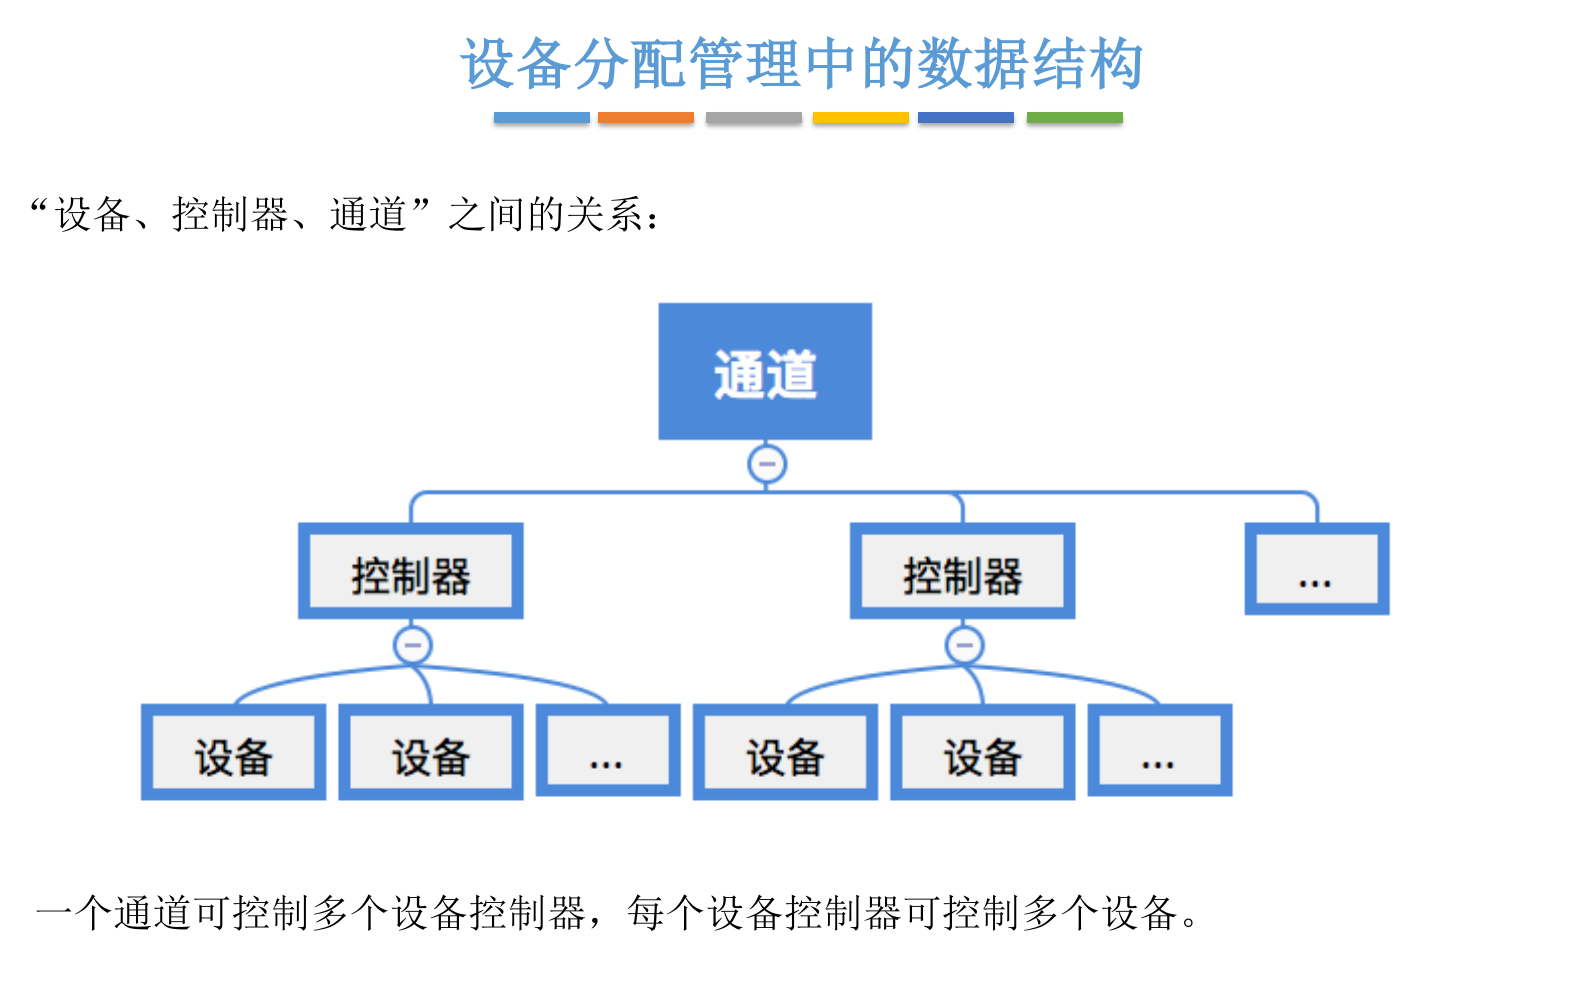 设备分配管理中的数据结构
“设备、控制器、通道”之间的关系：
通道
控制器
控制器
...
设备
设备
...
设备
设备
...
一个通道可控制多个设备控制器，每个设备控制器可控制多个设备。